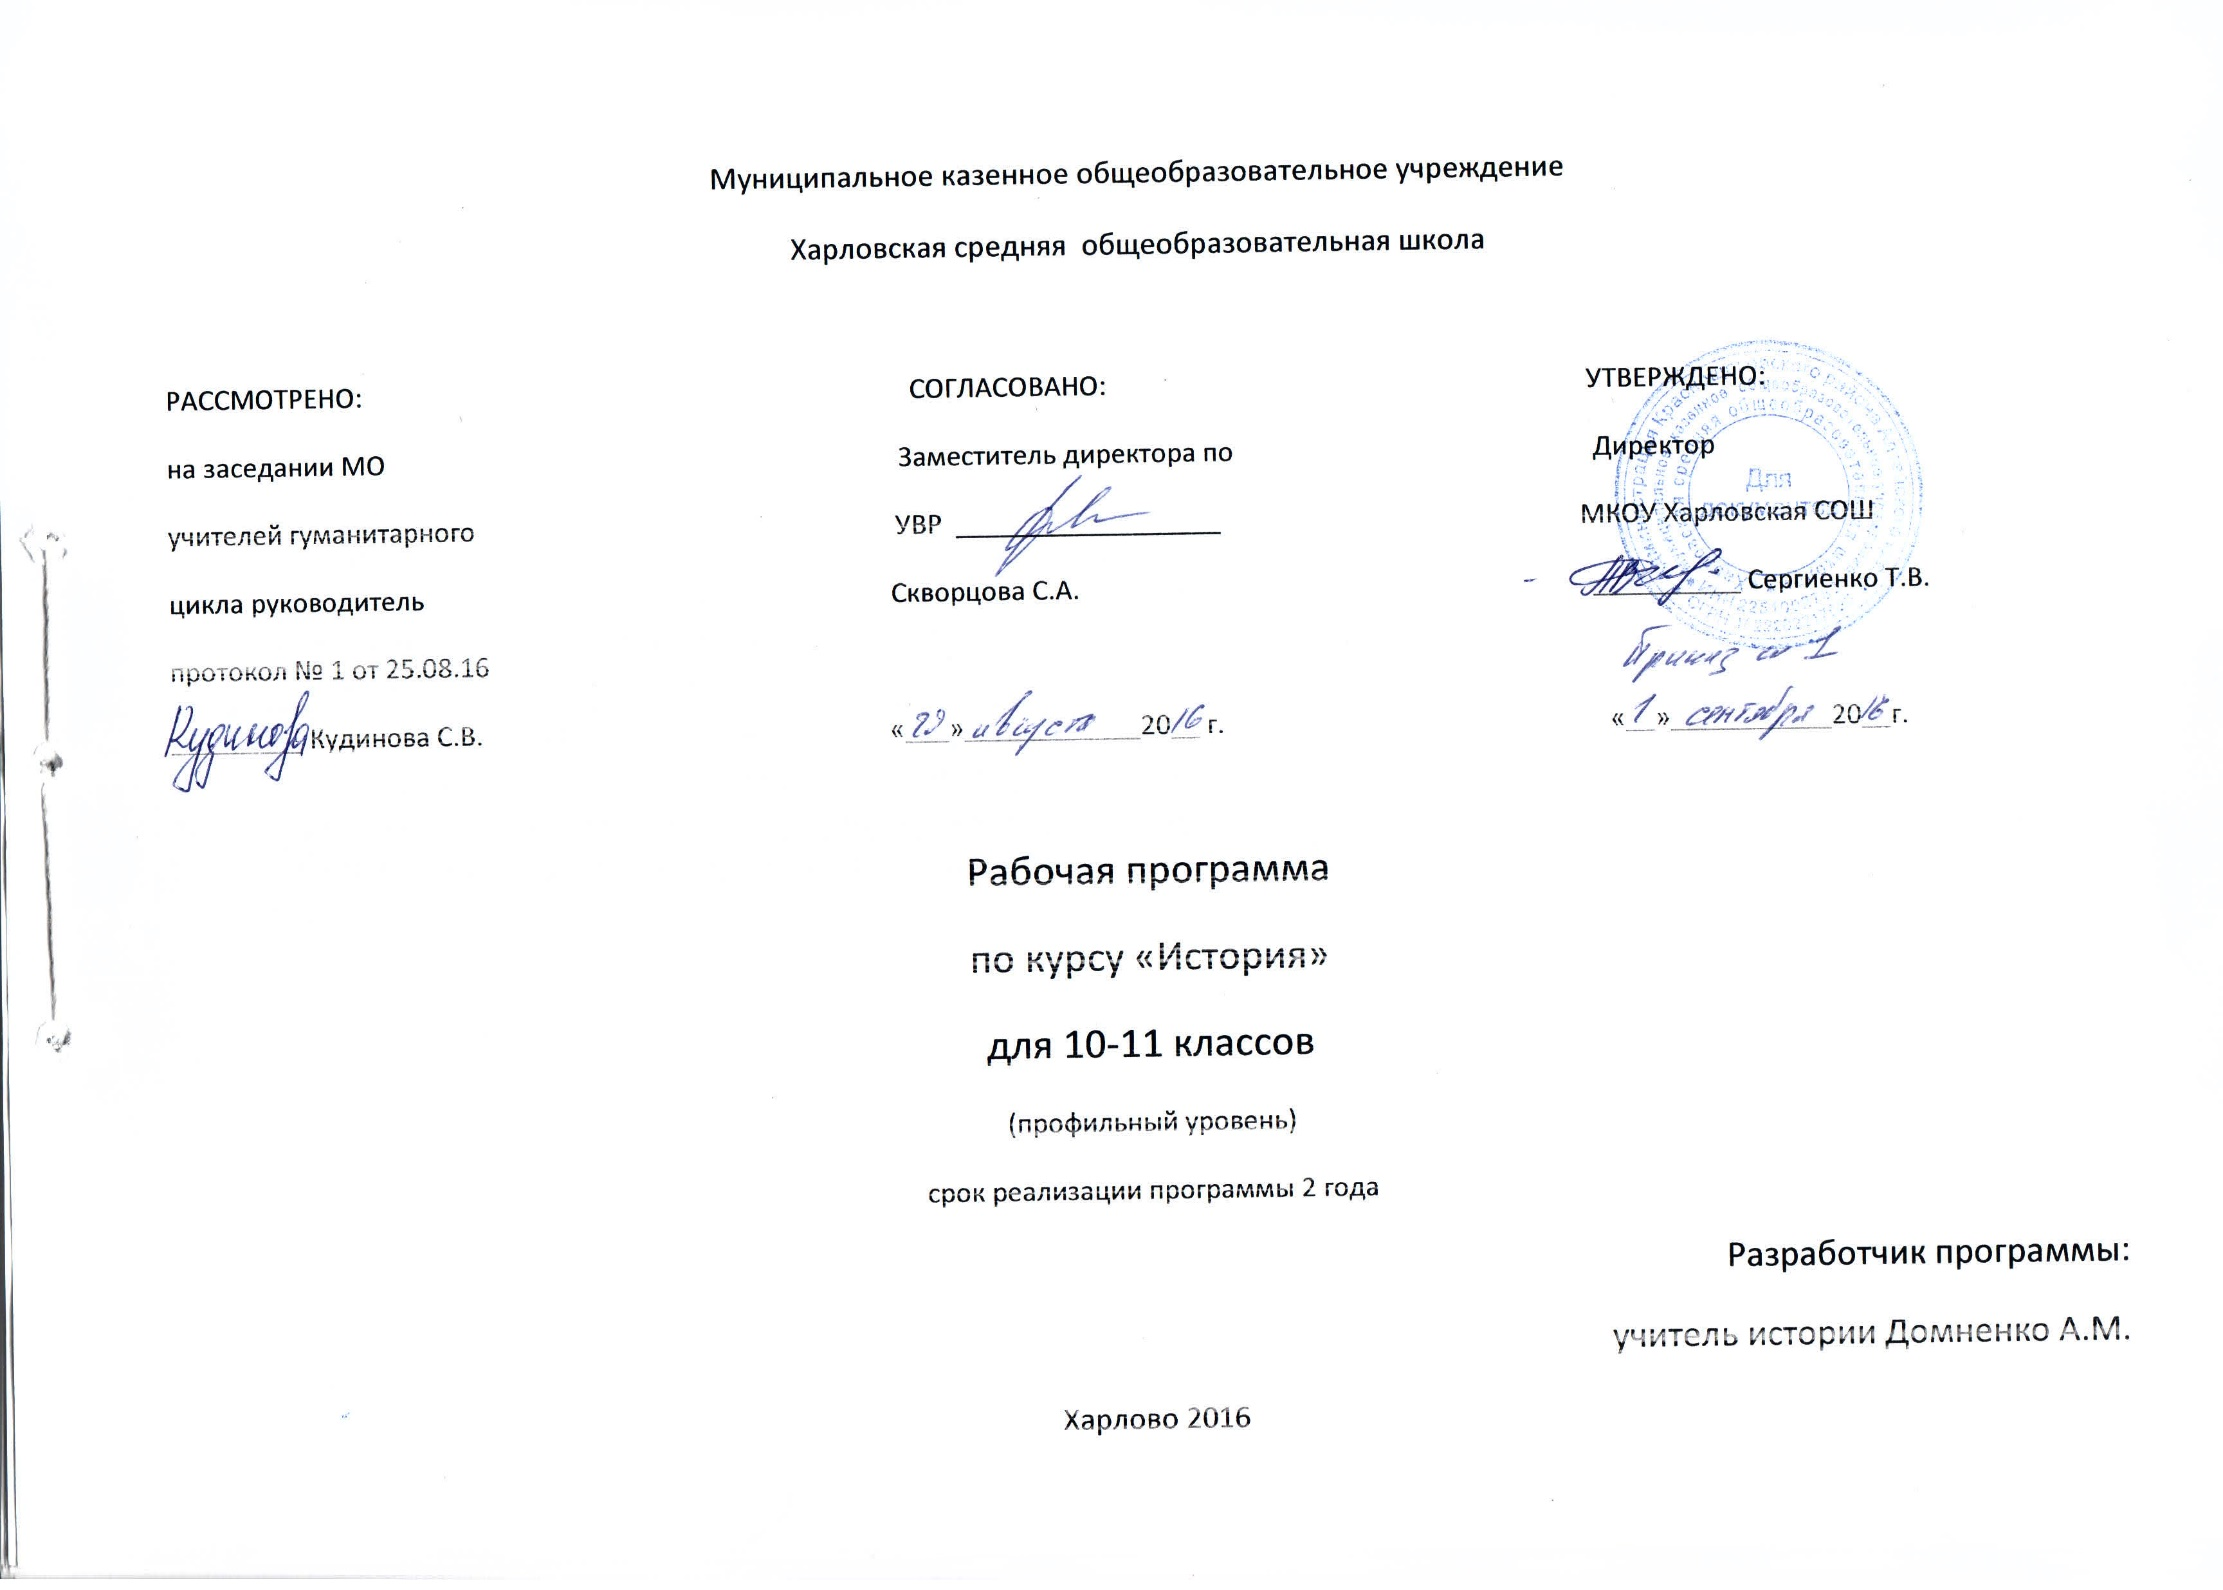 Муниципальное казенное общеобразовательное учреждение
Харловская средняя общеобразовательная школа
РАССМОТРЕНО:
на заседании МО
учителей гуманитарного
цикла руководитель
протокол № 1 от 25.08.16
Кудинова Кудинова С.В.
СОГЛАСОВАНО:
Заместитель директора по
УВР
Скворцова С.А.
« 29 » августа 2016 г.
УТВЕРЖДЕНО:
Директор
МКОУ Харловская СОШ
Сергиенко Т.В.
Приказ 1
« 1 » сентября 2016 г.
Для
документов
Рабочая программа
по курсу «История»
для 10-11 классов
(профильный уровень)
срок реализации программы 2 года
Разработчик программы:
учитель истории Домненко А.М.
Харлово 2016